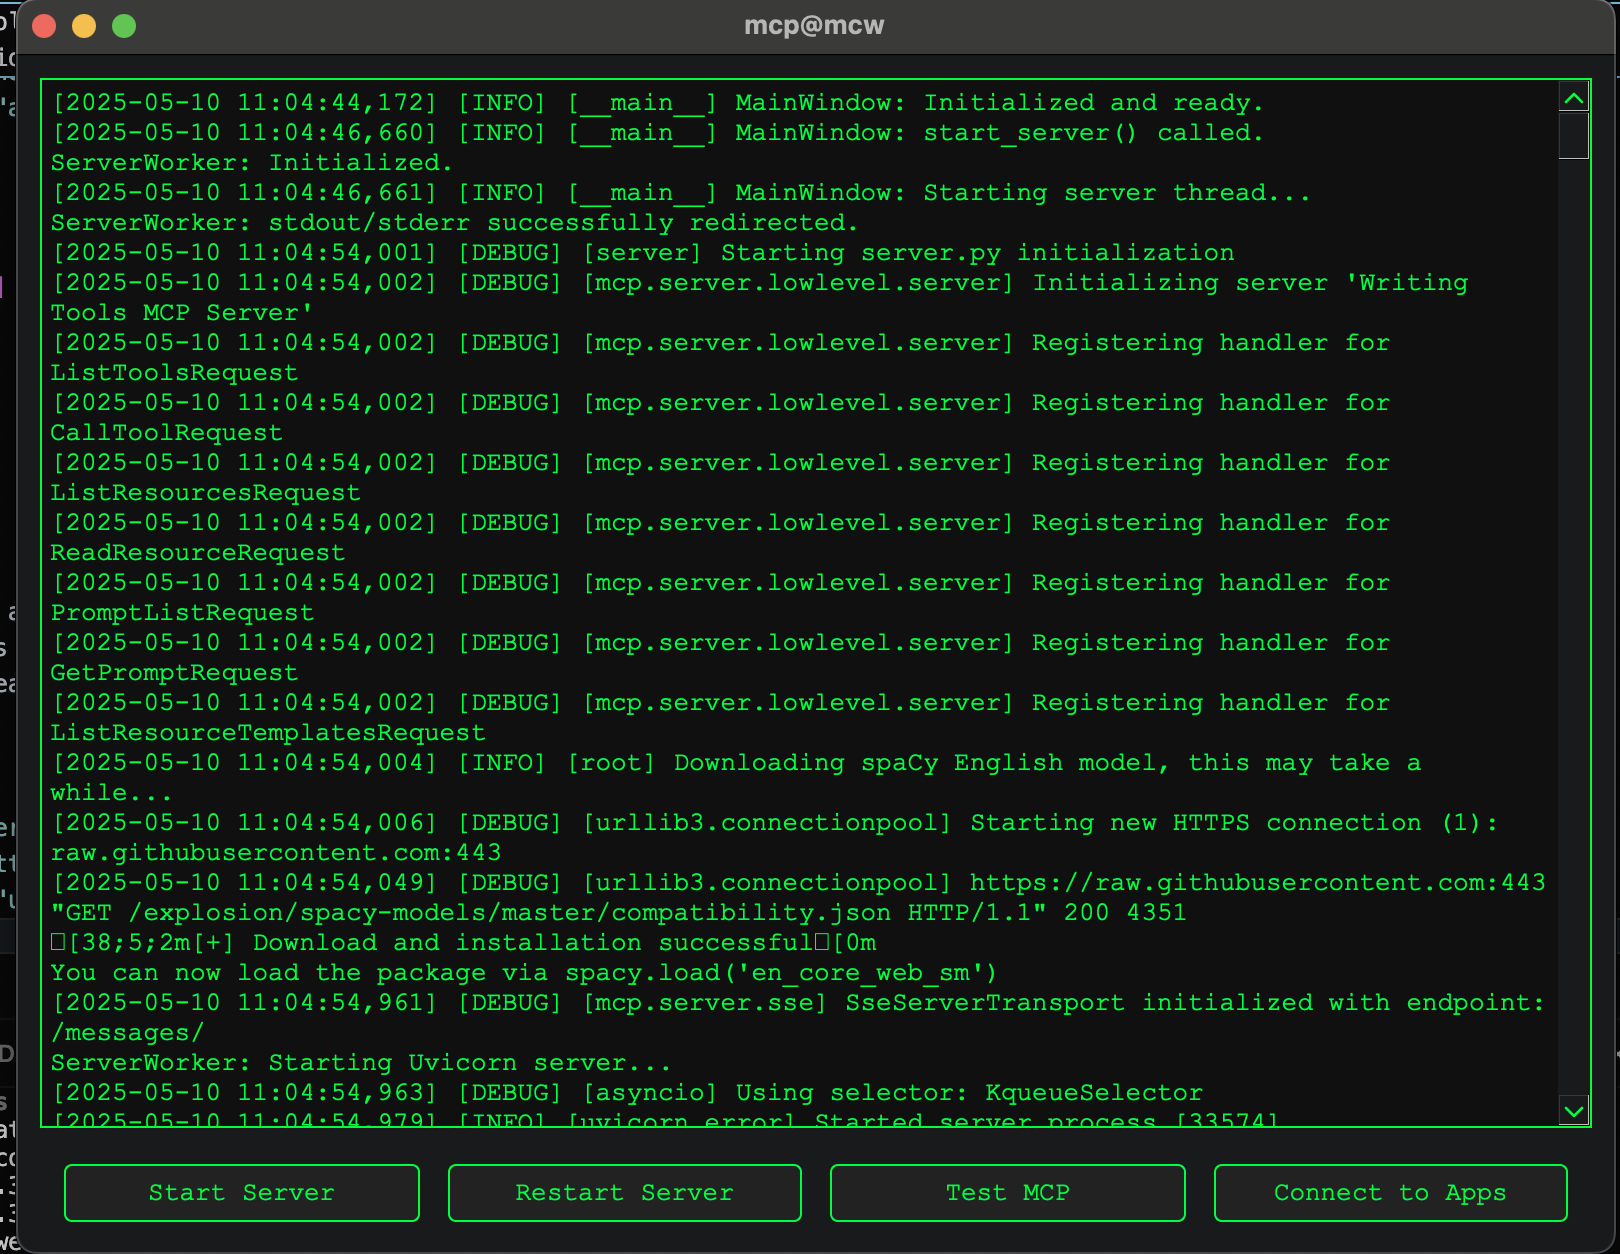 mcp@mcw
[2025-05-10 11:04:44,172] [INFO] [__main__] MainWindow: Initialized and ready.
[2025-05-10 11:04:46,660] [INFO] [__main__] MainWindow: start_server() called.
ServerWorker: Initialized.
[2025-05-10 11:04:46,661] [INFO] [__main__] MainWindow: Starting server thread...
ServerWorker: stdout/stderr successfully redirected.
[2025-05-10 11:04:54,001] [DEBUG] [server] Starting server.py initialization
[2025-05-10 11:04:54,002] [DEBUG] [mcp.server.lowlevel.server] Initializing server 'Writing
Tools MCP Server'
[2025-05-10 11:04:54,002] [DEBUG] [mcp.server.lowlevel.server] Registering handler for
ListToolsRequest
[2025-05-10 11:04:54,002] [DEBUG] [mcp.server.lowlevel.server] Registering handler for
CallToolRequest
[2025-05-10 11:04:54,002] [DEBUG] [mcp.server.lowlevel.server] Registering handler for
ListResourcesRequest
[2025-05-10 11:04:54,002] [DEBUG] [mcp.server.lowlevel.server] Registering handler for
ReadResourceRequest
[2025-05-10 11:04:54,002] [DEBUG] [mcp.server.lowlevel.server] Registering handler for
PromptListRequest
[2025-05-10 11:04:54,002] [DEBUG] [mcp.server.lowlevel.server] Registering handler for
GetPromptRequest
[2025-05-10 11:04:54,002] [DEBUG] [mcp.server.lowlevel.server] Registering handler for
ListResourceTemplatesRequest
[2025-05-10 11:04:54,004] [INFO] [root] Downloading spaCy English model, this may take a
while...
[2025-05-10 11:04:54,006] [DEBUG] [urllib3.connectionpool] Starting new HTTPS connection (1):
raw.githubusercontent.com:443
[2025-05-10 11:04:54,049] [DEBUG] [urllib3.connectionpool] https://raw.githubusercontent.com:443
"GET /explosion/spacy-models/master/compatibility.json HTTP/1.1" 200 4351
□[38;5;2m[+] Download and installation successful□[0m
You can now load the package via spacy.load('en_core_web_sm')
[2025-05-10 11:04:54,961] [DEBUG] [mcp.server.sse] SseServerTransport initialized with endpoint:
/messages/
ServerWorker: Starting Uvicorn server...
[2025-05-10 11:04:54,963] [DEBUG] [asyncio] Using selector: KqueueSelector
[2025-05-10 11:04:54,979] [INFO] [uvicorn.error] Started server process [33574]
Start Server
Restart Server
Test MCP
Connect to Apps